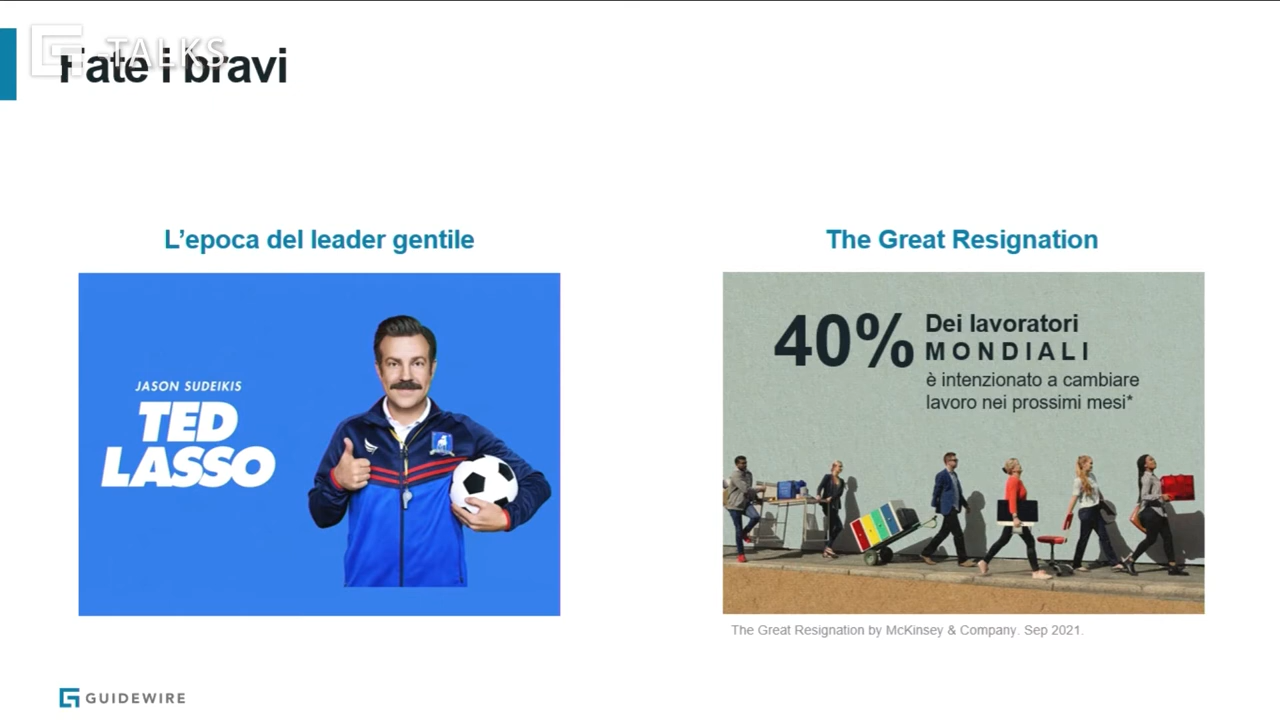 G-TALKS
Fate i bravi
L'epoca del leader gentile
The Great Resignation
JASON SUDEIKIS
TED
LASSO
40% Dei lavoratori
MONDIALI
è intenzionato a cambiare
lavoro nei prossimi mesi*
The Great Resignation by McKinsey & Company. Sep 2021.
GUIDEWIRE